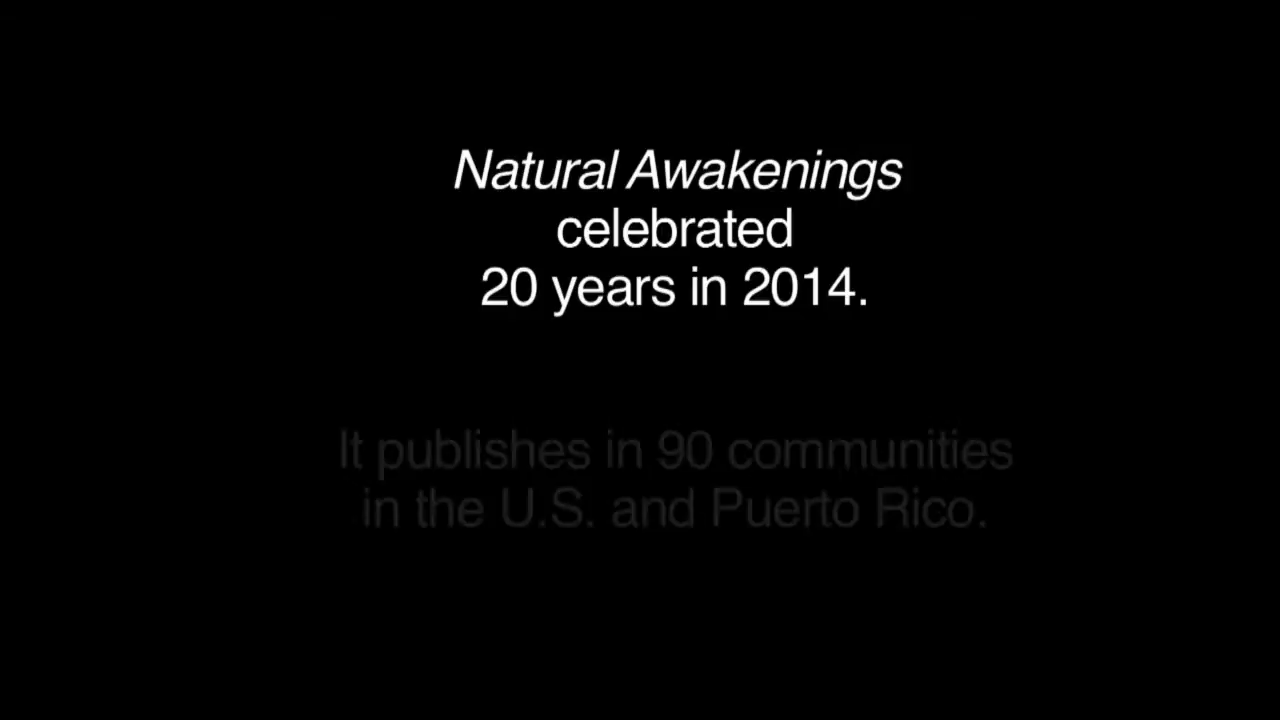 Natural Awakenings
celebrated
20 years in 2014.
It publishes in 90 communities
in the U.S. and Puerto Rico.